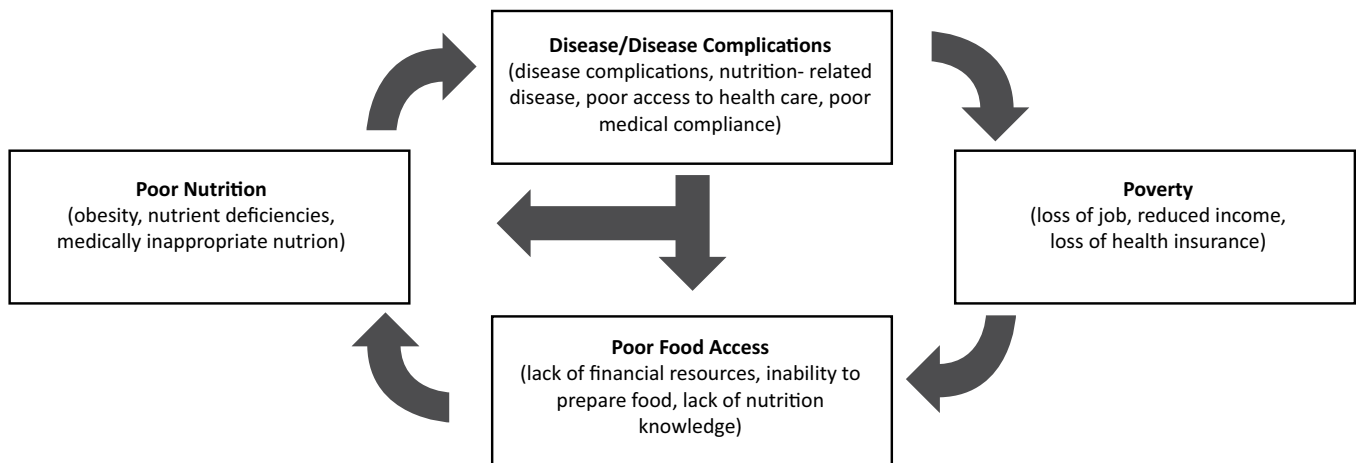 Disease/Disease Complications
(disease complications, nutrition- related
disease, poor access to health care, poor
medical compliance)
Poor Nutrition
(obesity, nutrient deficiencies,
medically inappropriate nutrion)
Poverty
(loss of job, reduced income,
loss of health insurance)
Poor Food Access
(lack of financial resources, inability to
prepare food, lack of nutrition
knowledge)